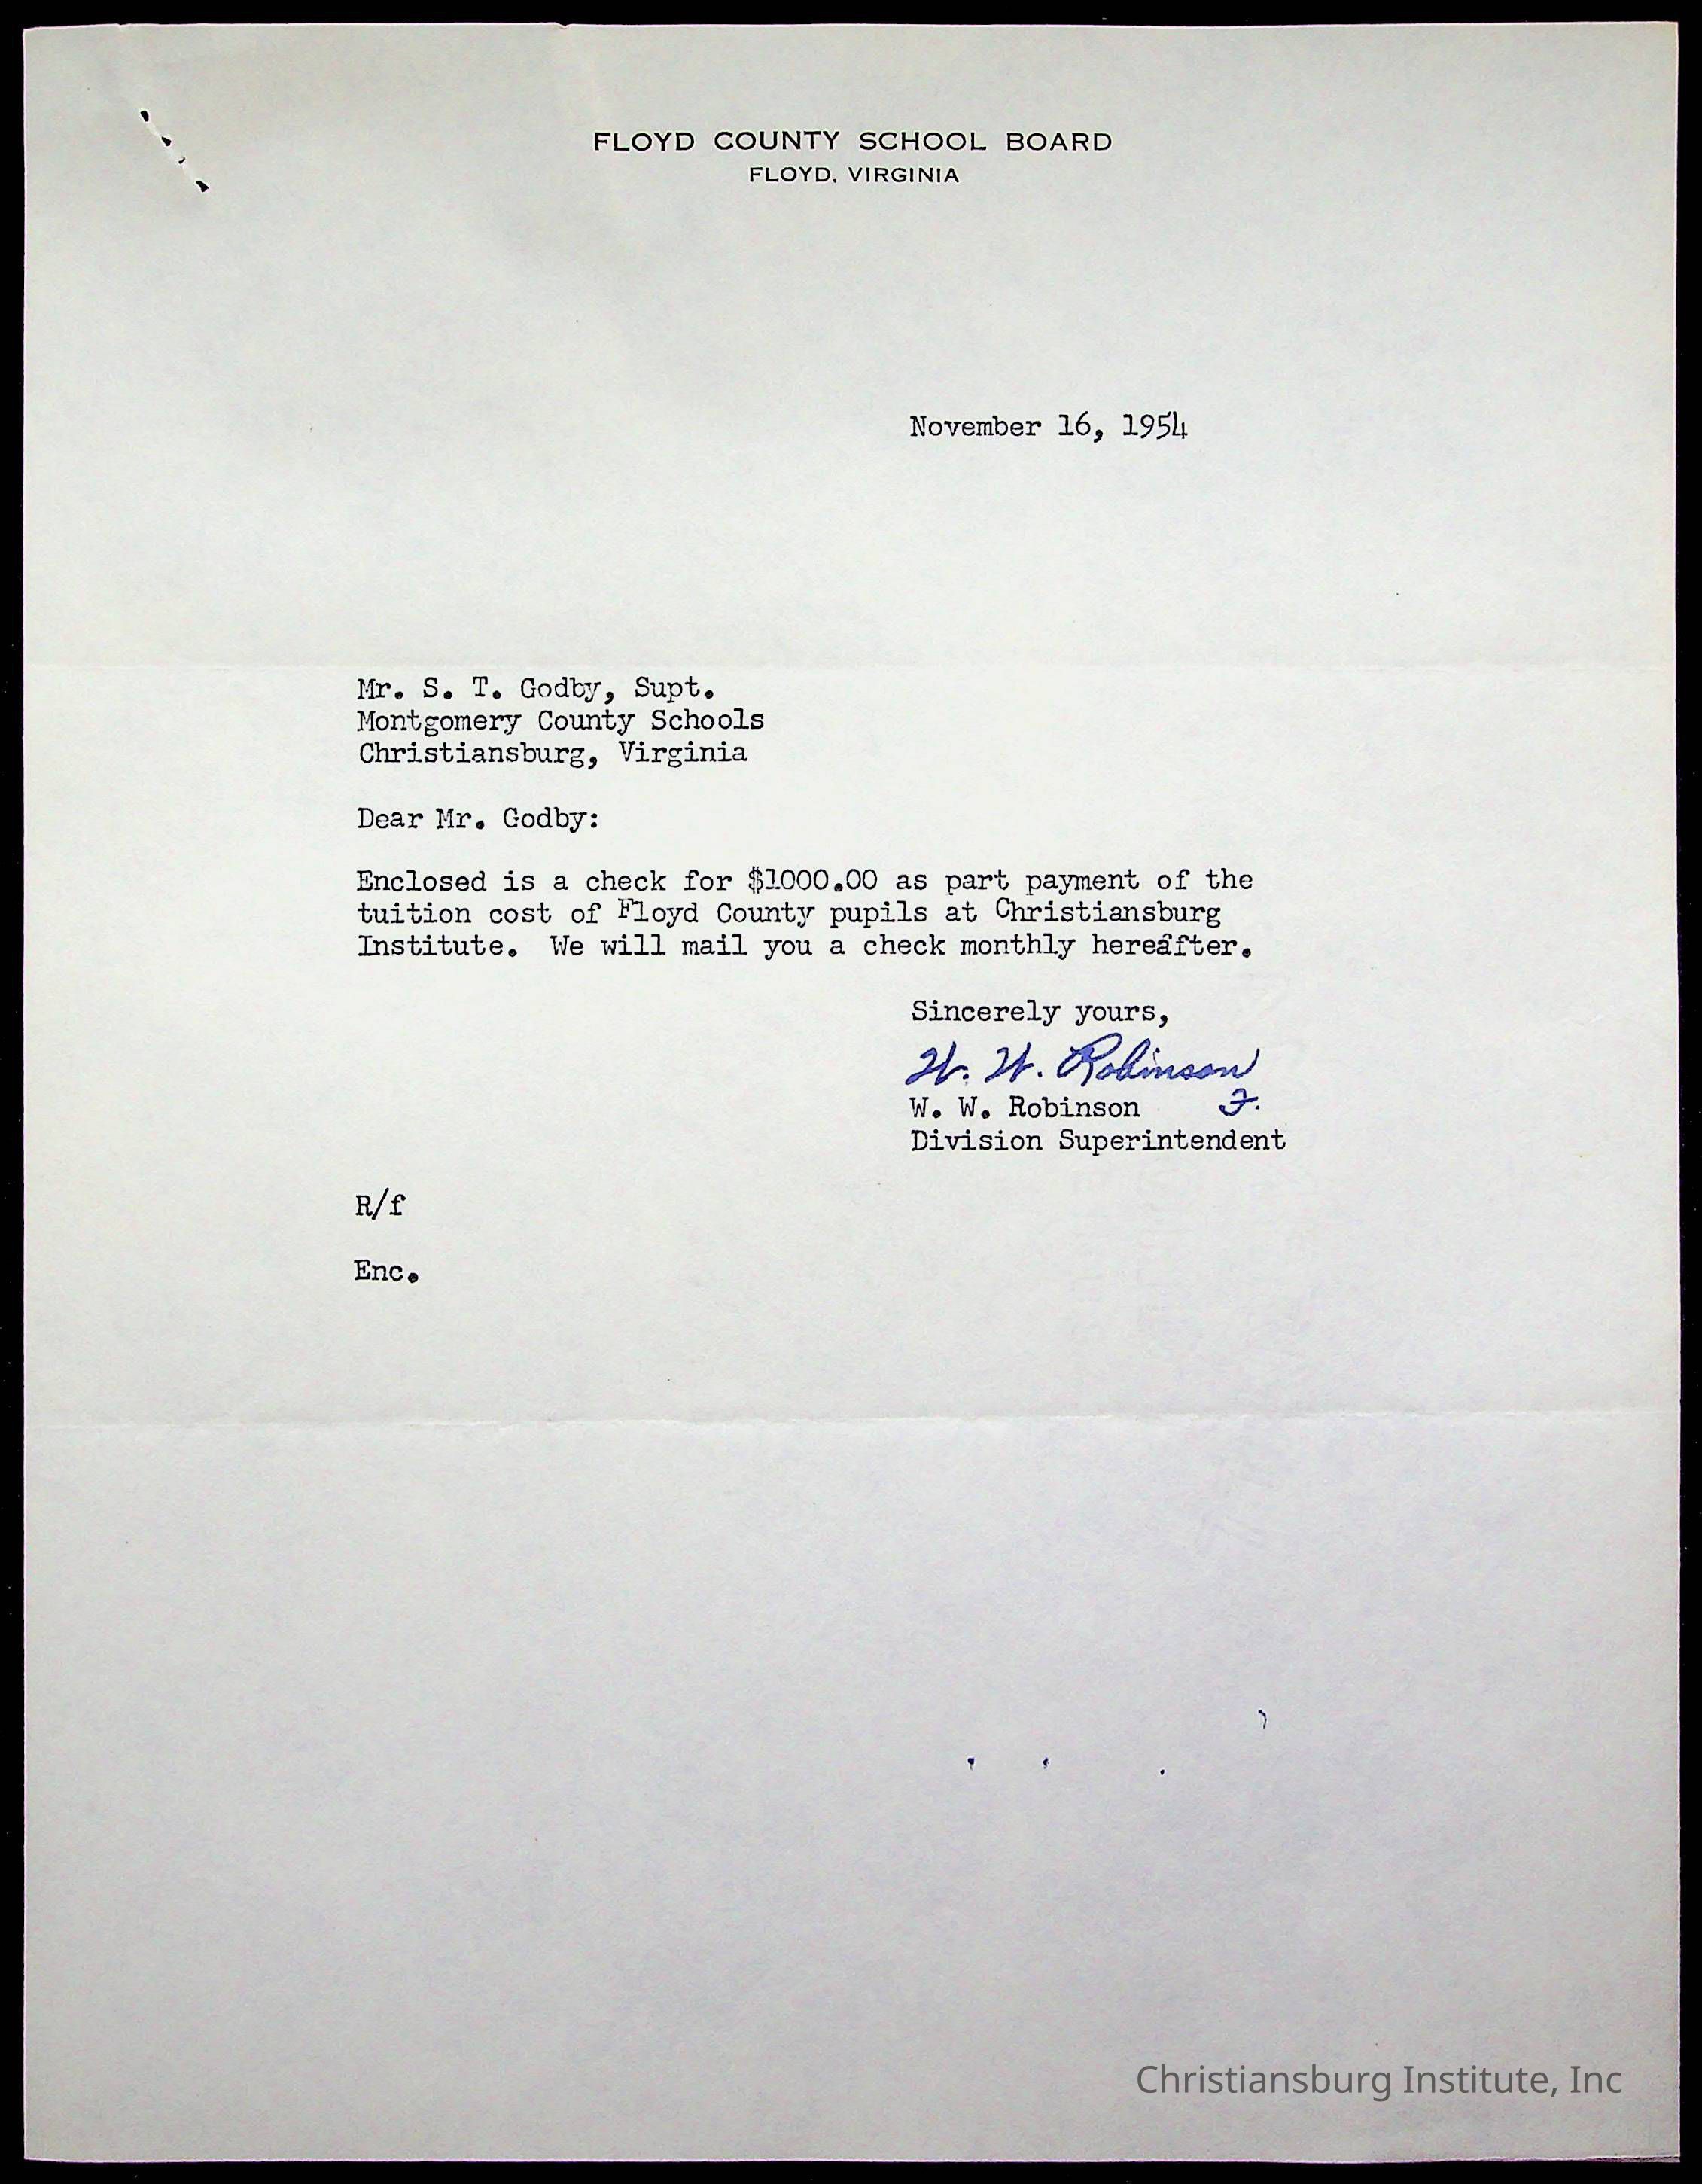 FLOYD COUNTY SCHOOL BOARD
FLOYD, VIRGINIA
November 16, 1954
Mr. S. T. Godby, Supt.
Montgomery County Schools
Christiansburg, Virginia
Dear Mr. Godby:
Enclosed is a check for $1000.00 as part payment of the
tuition cost of Floyd County pupils at Christiansburg
Institute. We will mail you a check monthly hereafter.
Sincerely yours,
W. W. Robinson
W. W. Robinson F.
Division Superintendent
R/f
Enc.
Christiansburg Institute, Inc